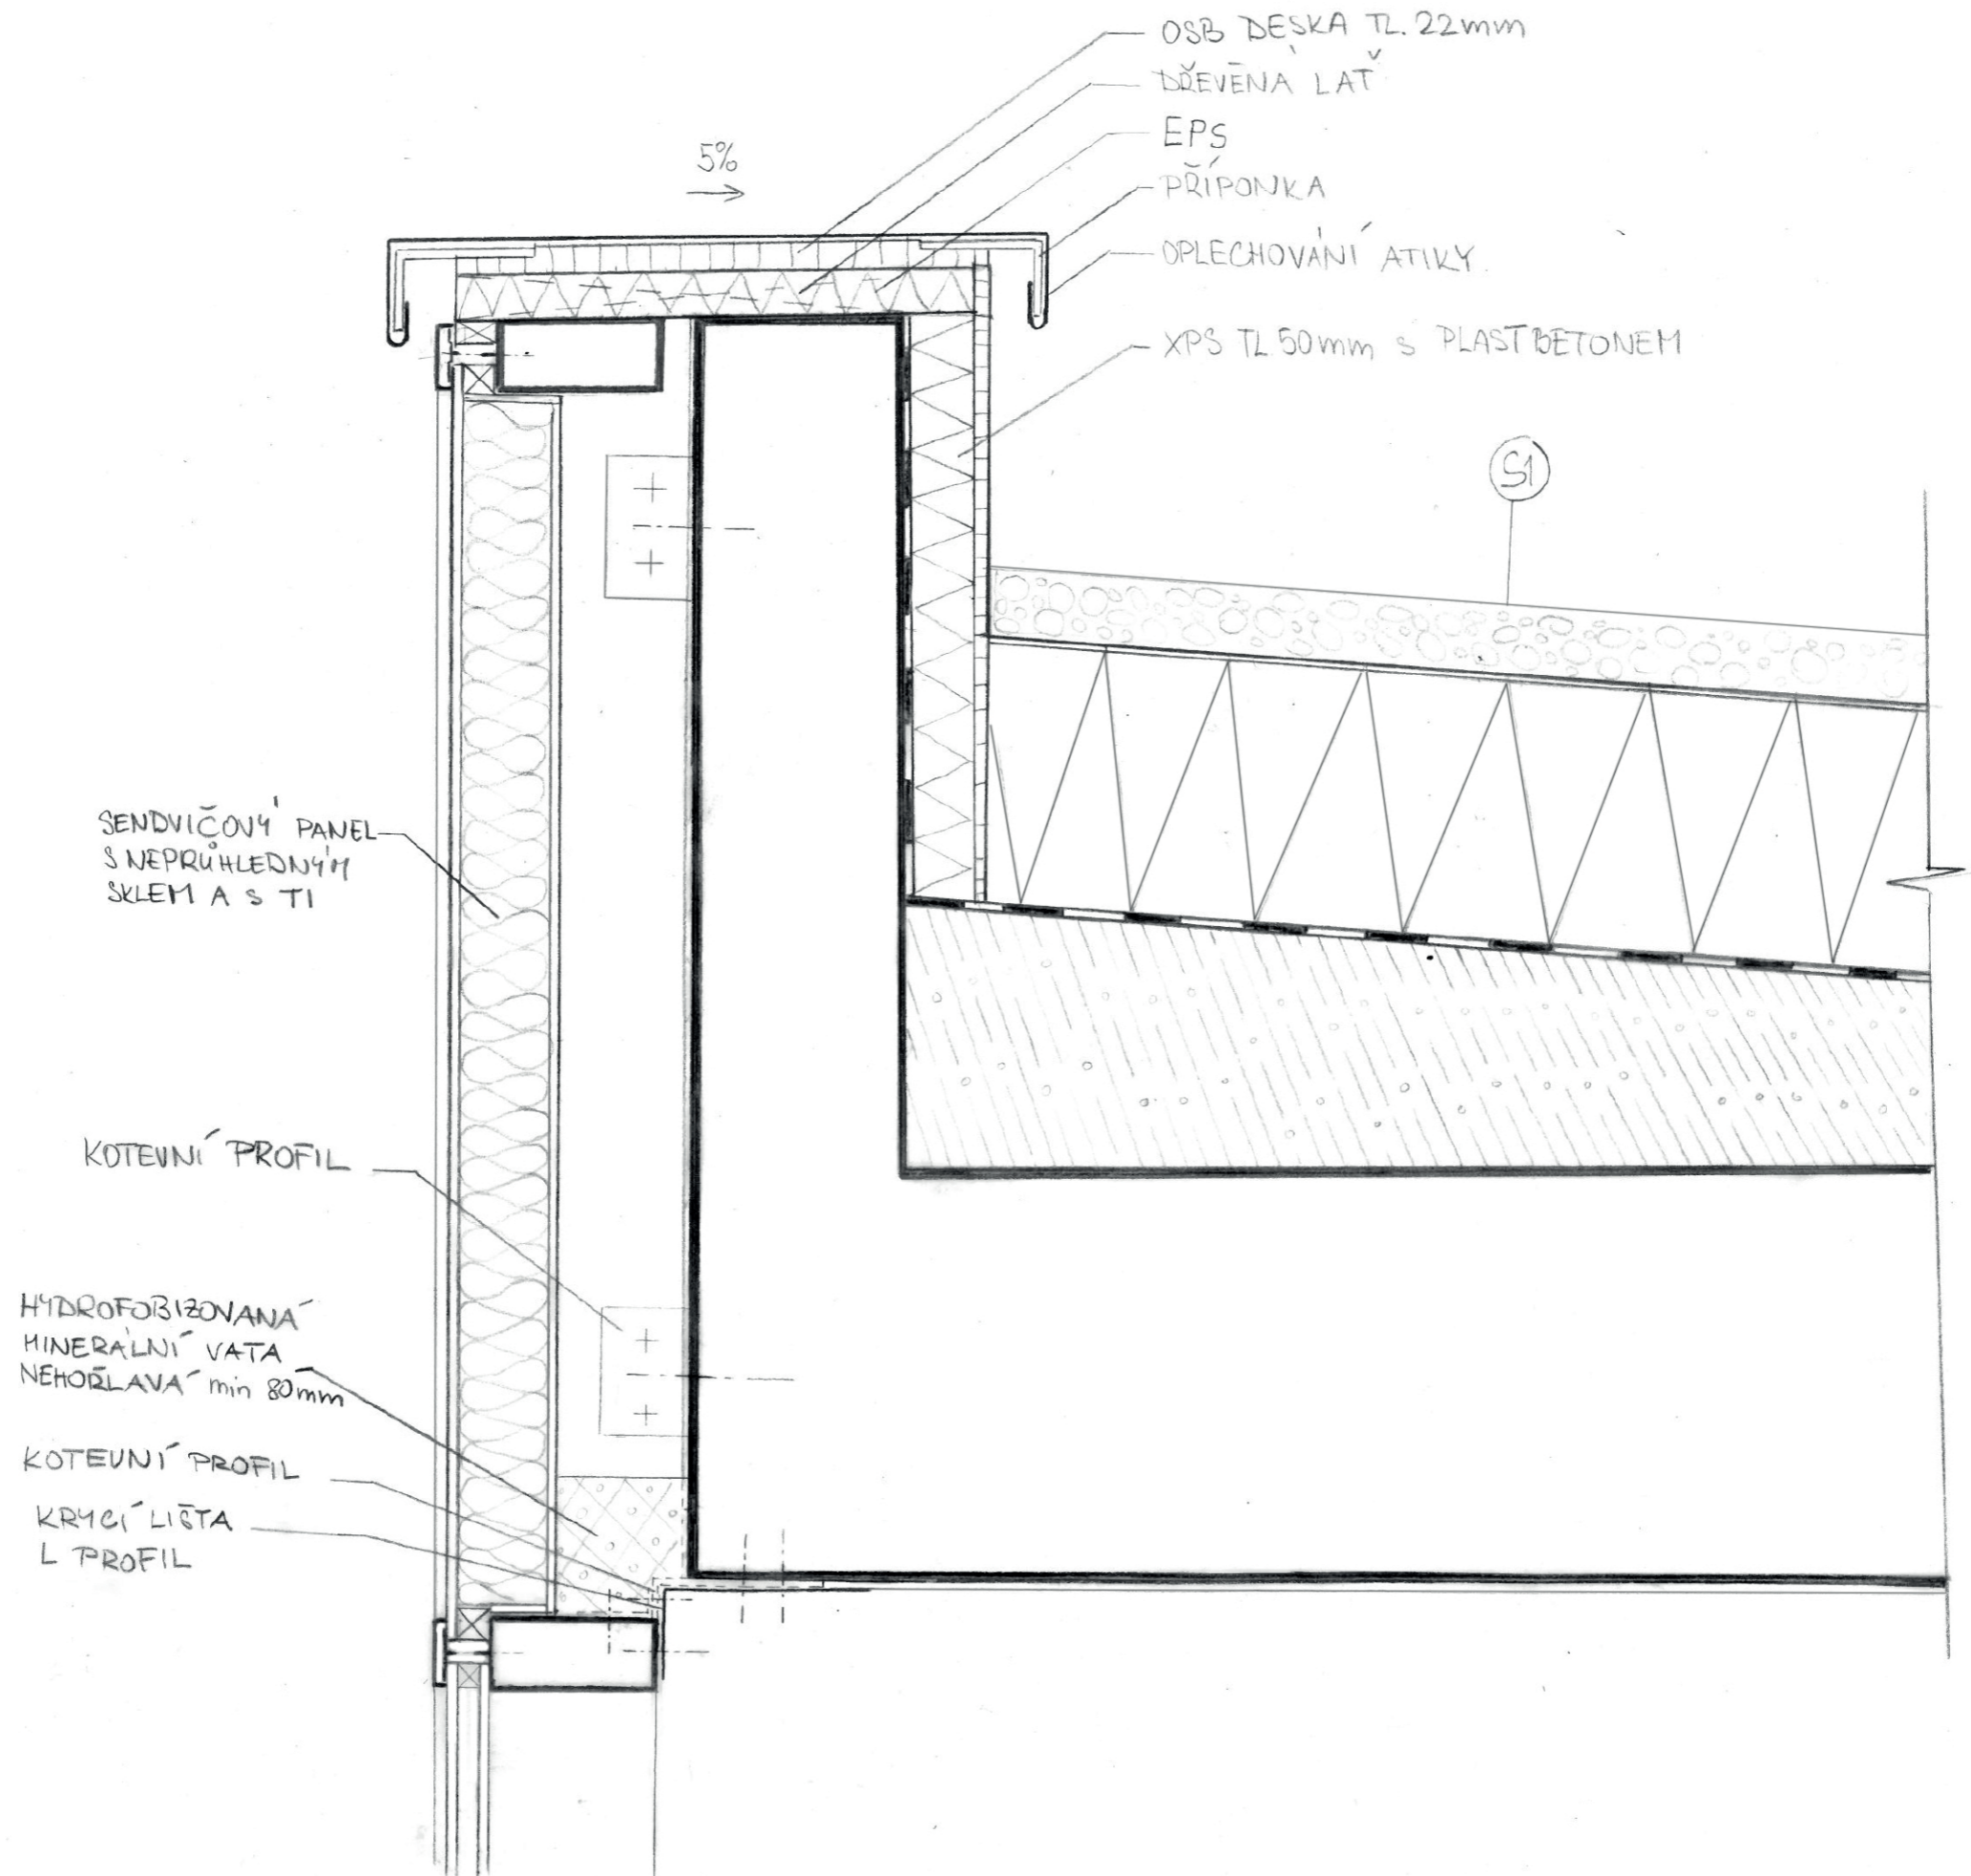 OSB DESKA TL. 22mm
DŘEVĚNÁ LAŤ
EPS
PŘÍPONKA
OPLECHOVÁNÍ ATIKY
XPS TL. 50mm s PLASTBETONEM
5%
S1
SENDVIČOVÝ PANEL
S NEPRŮHLEDNÝM
SKLEM A S TI
KOTEVNÍ PROFIL
HYDROFOBIZOVANÁ
MINERÁLNÍ VATA
NEHOŘLAVÁ min 80mm
KOTEVNÍ PROFIL
KRYCÍ LIŠTA
L PROFIL